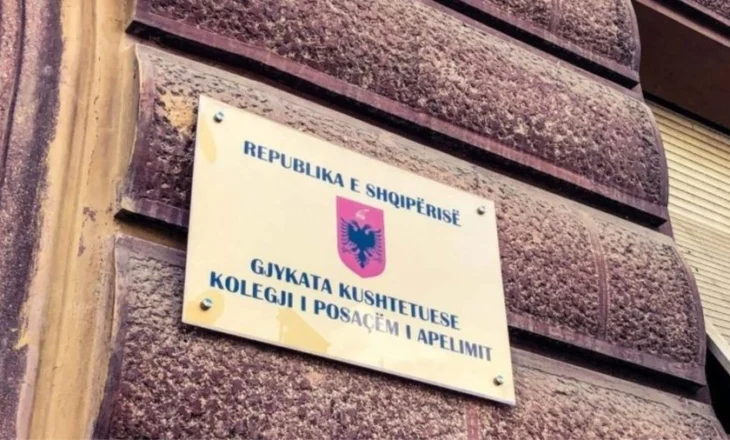 REPUBLIKA E SHQIPËRISË
GJYKATA KUSHTETUESE
KOLEGJI I POSAÇËM I APELIMIT